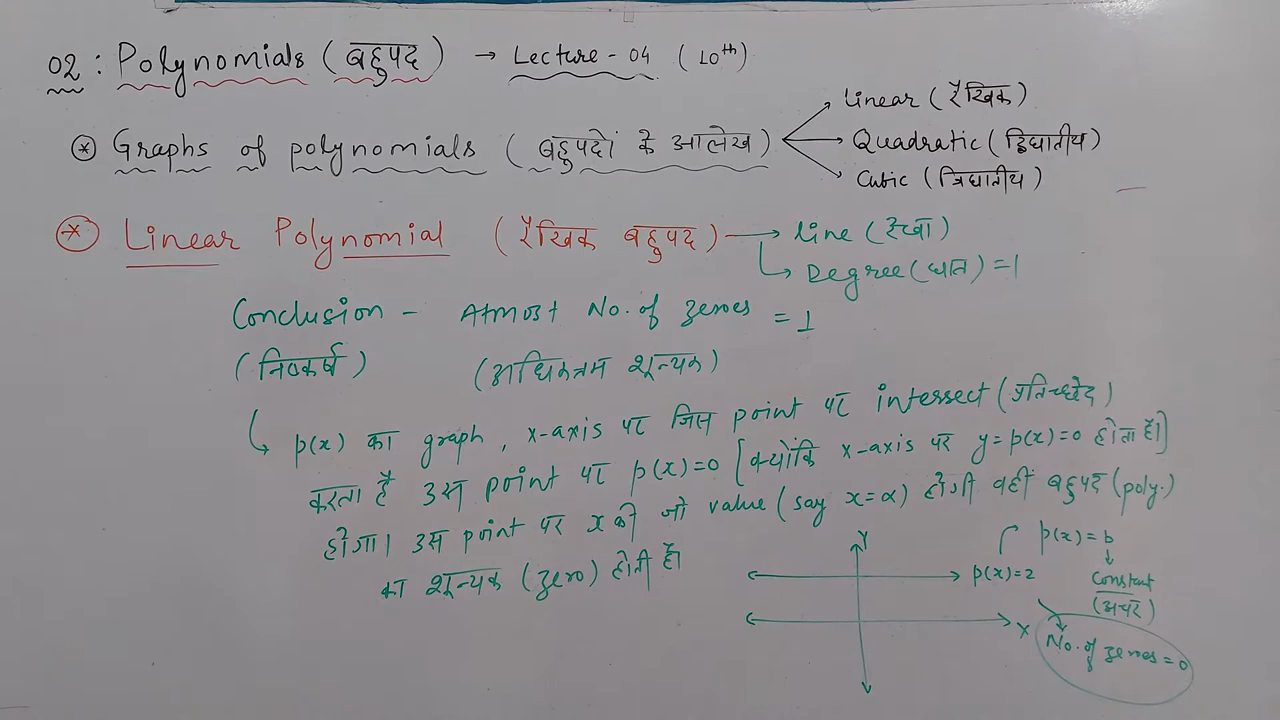 02 : Polynomials (बहुपद) → Lecture - 04 (10th)
* Graphs of polynomials (बहुपदों के आलेख)
Linear (रैखिक)
Quadratic (द्विघातीय)
Cubic (त्रिघातीय)
* Linear Polynomial (रैखिक बहुपद) → line (रेखा)
→ Degree (घात) = 1
Conclusion - Atmost No. of zeroes = 1
(निष्कर्ष) (अधिकतम शून्यक)
p(x) का graph, x-axis पर जिस point पर intersect (प्रतिच्छेद)
करता है उस point पर p(x)=0 [क्योंकि x-axis पर y=p(x)=0 होता है।]
होगा। उस point पर x की जो value (say x=α) होगी वही बहुपद (poly.)
का शून्यक (zero) होती है।
Y
p(x) = b
p(x)=2
constant
(अचर)
X
No. of zeroes = 0